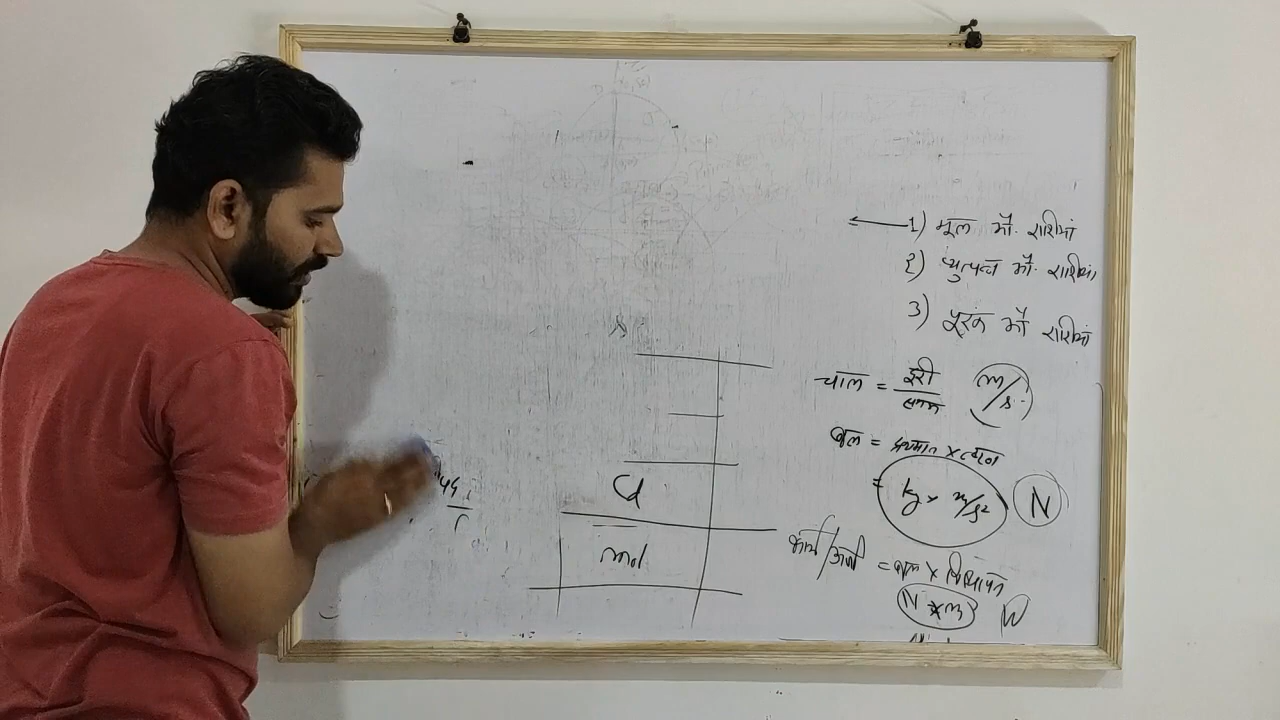 1) मूल भौ. राशियां
2) व्युत्पन्न भौ. राशियां
3) पूरक भौ राशियां
चाल = दूरी / समय m/s
बल = द्रव्यमान x त्वरण
= kg x m/s² N
कार्य/ऊर्जा = बल x विस्थापन
N x m W
Cd
mol